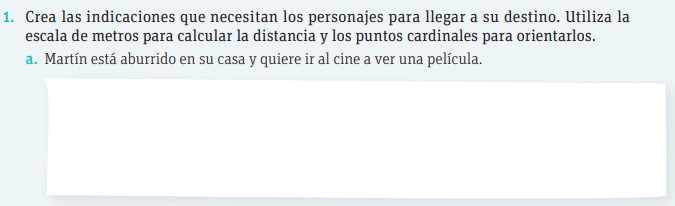 1. Crea las indicaciones que necesitan los personajes para llegar a su destino. Utiliza la
escala de metros para calcular la distancia y los puntos cardinales para orientarlos.
a. Martín está aburrido en su casa y quiere ir al cine a ver una película.